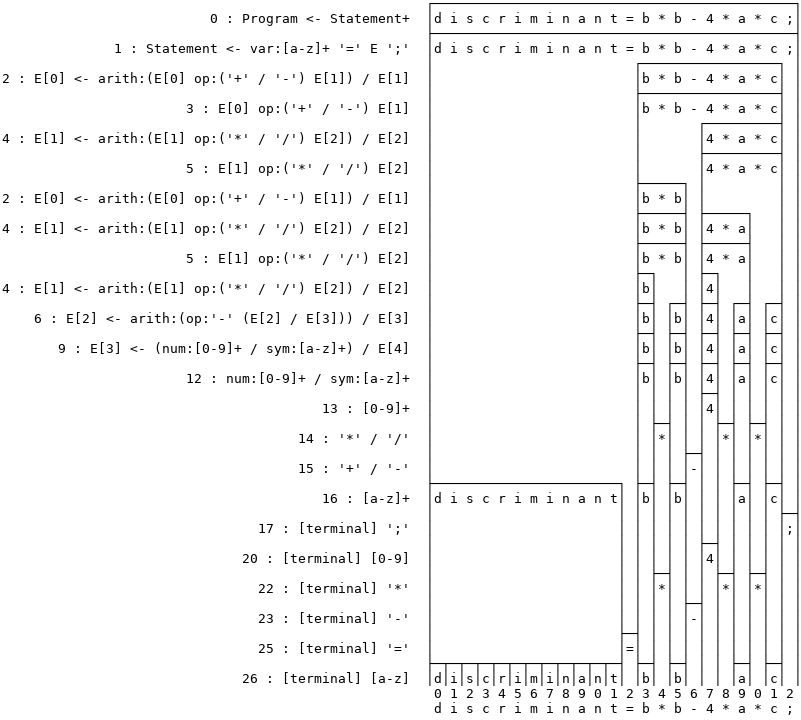 0 : Program <- Statement+ d i s c r i m i n a n t = b * b - 4 * a * c ;
1 : Statement <- var:[a-z]+ '=' E ';' d i s c r i m i n a n t = b * b - 4 * a * c ;
2 : E[0] <- arith:(E[0] op:('+' / '-') E[1]) / E[1] b * b - 4 * a * c
3 : E[0] op:('+' / '-') E[1] b * b - 4 * a * c
4 : E[1] <- arith:(E[1] op:('*' / '/') E[2]) / E[2] 4 * a * c
5 : E[1] op:('*' / '/') E[2] 4 * a * c
2 : E[0] <- arith:(E[0] op:('+' / '-') E[1]) / E[1] b * b
4 : E[1] <- arith:(E[1] op:('*' / '/') E[2]) / E[2] b * b 4 * a
5 : E[1] op:('*' / '/') E[2] b * b 4 * a
4 : E[1] <- arith:(E[1] op:('*' / '/') E[2]) / E[2] b 4
6 : E[2] <- arith:(op:'-' (E[2] / E[3])) / E[3] b b 4 a c
9 : E[3] <- (num:[0-9]+ / sym:[a-z]+) / E[4] b b 4 a c
12 : num:[0-9]+ / sym:[a-z]+ b b 4 a c
13 : [0-9]+ 4
14 : '*' / '/' * * *
15 : '+' / '-' -
16 : [a-z]+ d i s c r i m i n a n t b b a c
17 : [terminal] ';' ;
20 : [terminal] [0-9] 4
22 : [terminal] '*' * * *
23 : [terminal] '-' -
25 : [terminal] '=' =
26 : [terminal] [a-z] d i s c r i m i n a n t b b a c
0 1 2 3 4 5 6 7 8 9 0 1 2 3 4 5 6 7 8 9 0 1 2
d i s c r i m i n a n t = b * b - 4 * a * c ;